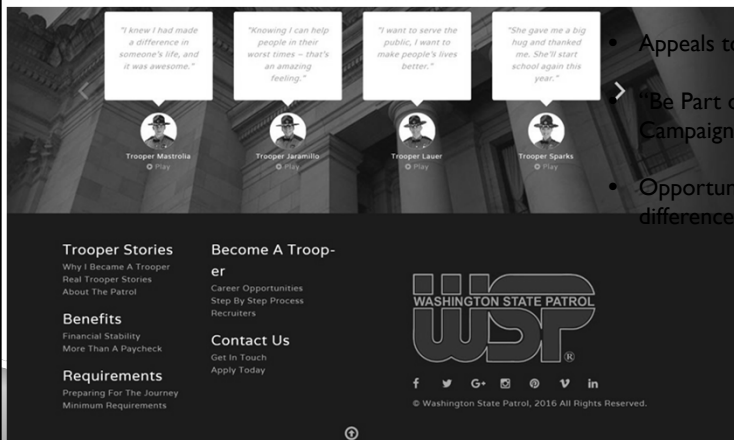 "I knew I had made
a difference in
someone's life, and
it was awesome."
"Knowing I can help
people in their
worst times – that's
an amazing
feeling."
"I want to serve the
public, I want to
make people's lives
better."
"She gave me a big
hug and thanked
me. She'll start
school again this
year."
Trooper Mastrolia
Play
Trooper Jaramillo
Play
Trooper Lauer
Play
Trooper Sparks
Play
• Appeals to
• "Be Part o
Campaign
• Opportun
difference
Trooper Stories
Why I Became A Trooper
Real Trooper Stories
About The Patrol
Benefits
Financial Stability
More Than A Paycheck
Requirements
Preparing For The Journey
Minimum Requirements
Become A Troop-
er
Career Opportunities
Step By Step Process
Recruiters
Contact Us
Get In Touch
Apply Today
WASHINGTON STATE PATROL
WSP®
© Washington State Patrol, 2016 All Rights Reserved.